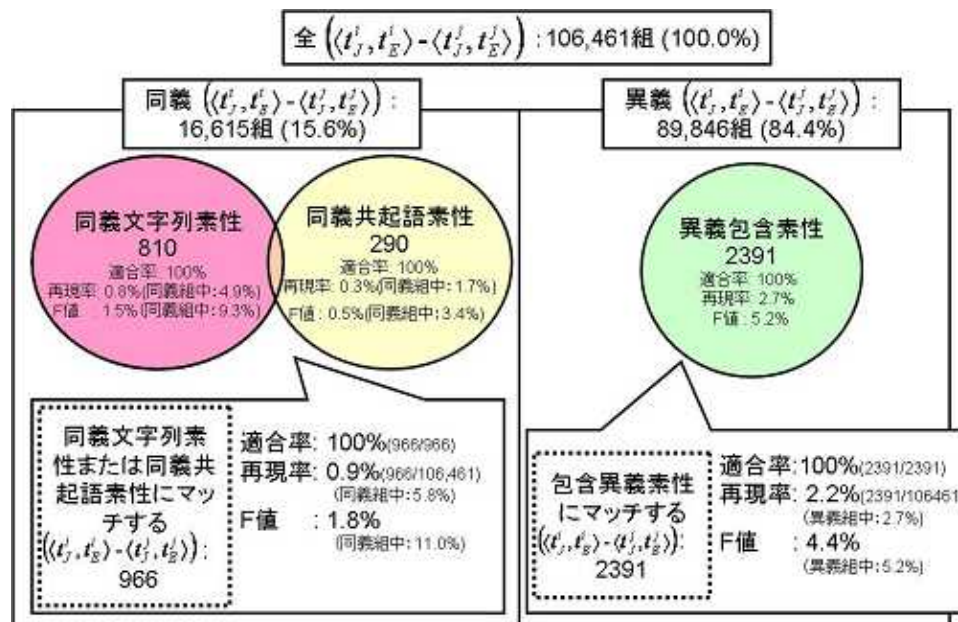 全 (⟨t_J^i, t_E^i⟩-⟨t_J^j, t_E^j⟩) : 106,461組 (100.0%)
同義 (⟨t_J^i, t_E^i⟩-⟨t_J^j, t_E^j⟩) :
16,615組 (15.6%)
異義 (⟨t_J^i, t_E^i⟩-⟨t_J^j, t_E^j⟩) :
89,846組 (84.4%)
同義文字列素性
810
適合率: 100%
再現率: 0.8%(同義組中:4.9%)
F値 : 1.5%(同義組中:9.3%)
同義共起語素性
290
適合率: 100%
再現率: 0.3%(同義組中:1.7%)
F値 : 0.5%(同義組中:3.4%)
異義包含素性
2391
適合率: 100%
再現率: 2.7%
F値 : 5.2%
同義文字列素
性または同義共
起語素性にマッ
チする
(⟨t_J^i, t_E^i⟩-⟨t_J^j, t_E^j⟩) :
966
適合率: 100%(966/966)
再現率: 0.9%(966/106,461)
(同義組中:5.8%)
F値 : 1.8%
(同義組中:11.0%)
包含異義素性
にマッチする
(⟨t_J^i, t_E^i⟩-⟨t_J^j, t_E^j⟩):
2391
適合率:100%(2391/2391)
再現率: 2.2%(2391/106461)
(異義組中:2.7%)
F値 : 4.4%
(異義組中:5.2%)